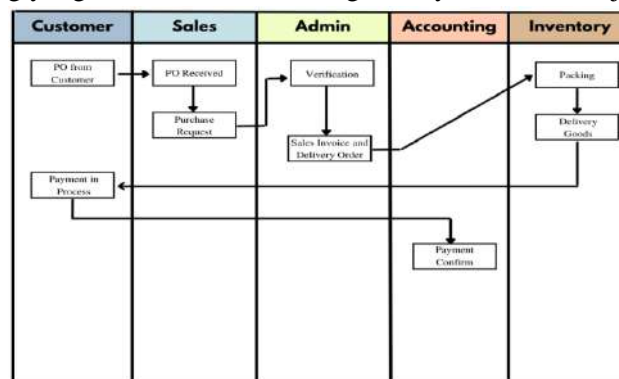 Customer
Sales
Admin
Accounting
Inventory
PO from
Customer
PO Received
Verification
Packing
Purchase
Request
Sales Invoice and
Delivery Order
Delivery
Goods
Payment in
Process
Payment
Confirm